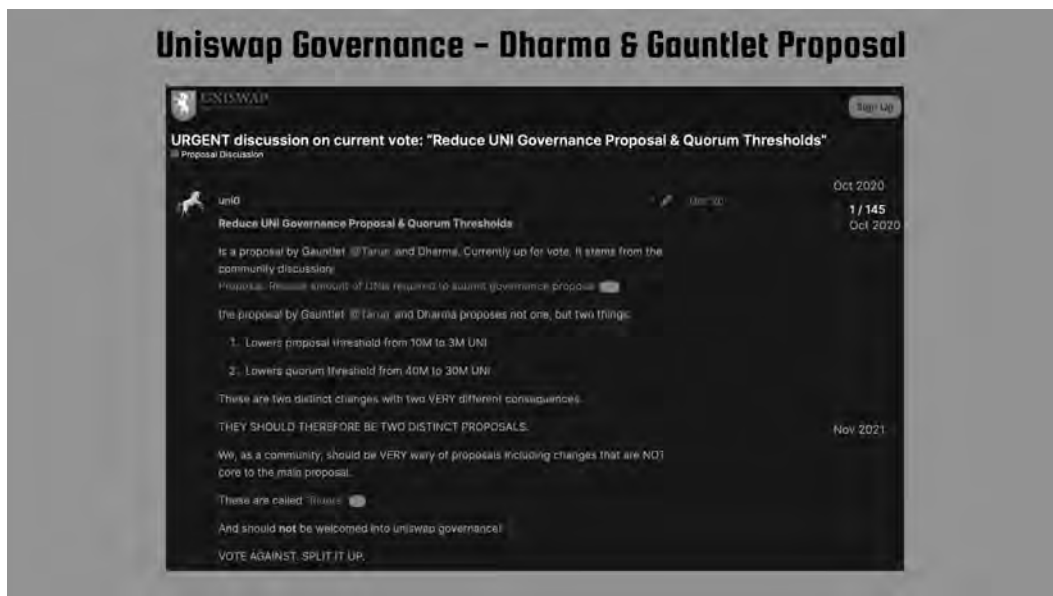 Uniswap Governance - Dharma & Gauntlet Proposal
UNISWAP
Sign Up
URGENT discussion on current vote: "Reduce UNI Governance Proposal & Quorum Thresholds"
Proposal Discussion
Oct 2020
uni0
1 / 145
Oct 2020
Reduce UNI Governance Proposal & Quorum Thresholds
Is a proposal by Gauntlet @Tarun and Dharma. Currently up for vote. It stems from the
community discussion:
Proposal: Reduce amount of UNIs required to submit governance proposal
the proposal by Gauntlet @Tarun and Dharma proposes not one, but two things:
1. Lowers proposal threshold from 10M to 3M UNI
2. Lowers quorum threshold from 40M to 30M UNI
These are two distinct changes with two VERY different consequences.
THEY SHOULD THEREFORE BE TWO DISTINCT PROPOSALS.
Nov 2021
We, as a community, should be VERY wary of proposals including changes that are NOT
core to the main proposal.
These are called
And should not be welcomed into uniswap governance!
VOTE AGAINST. SPLIT IT UP.